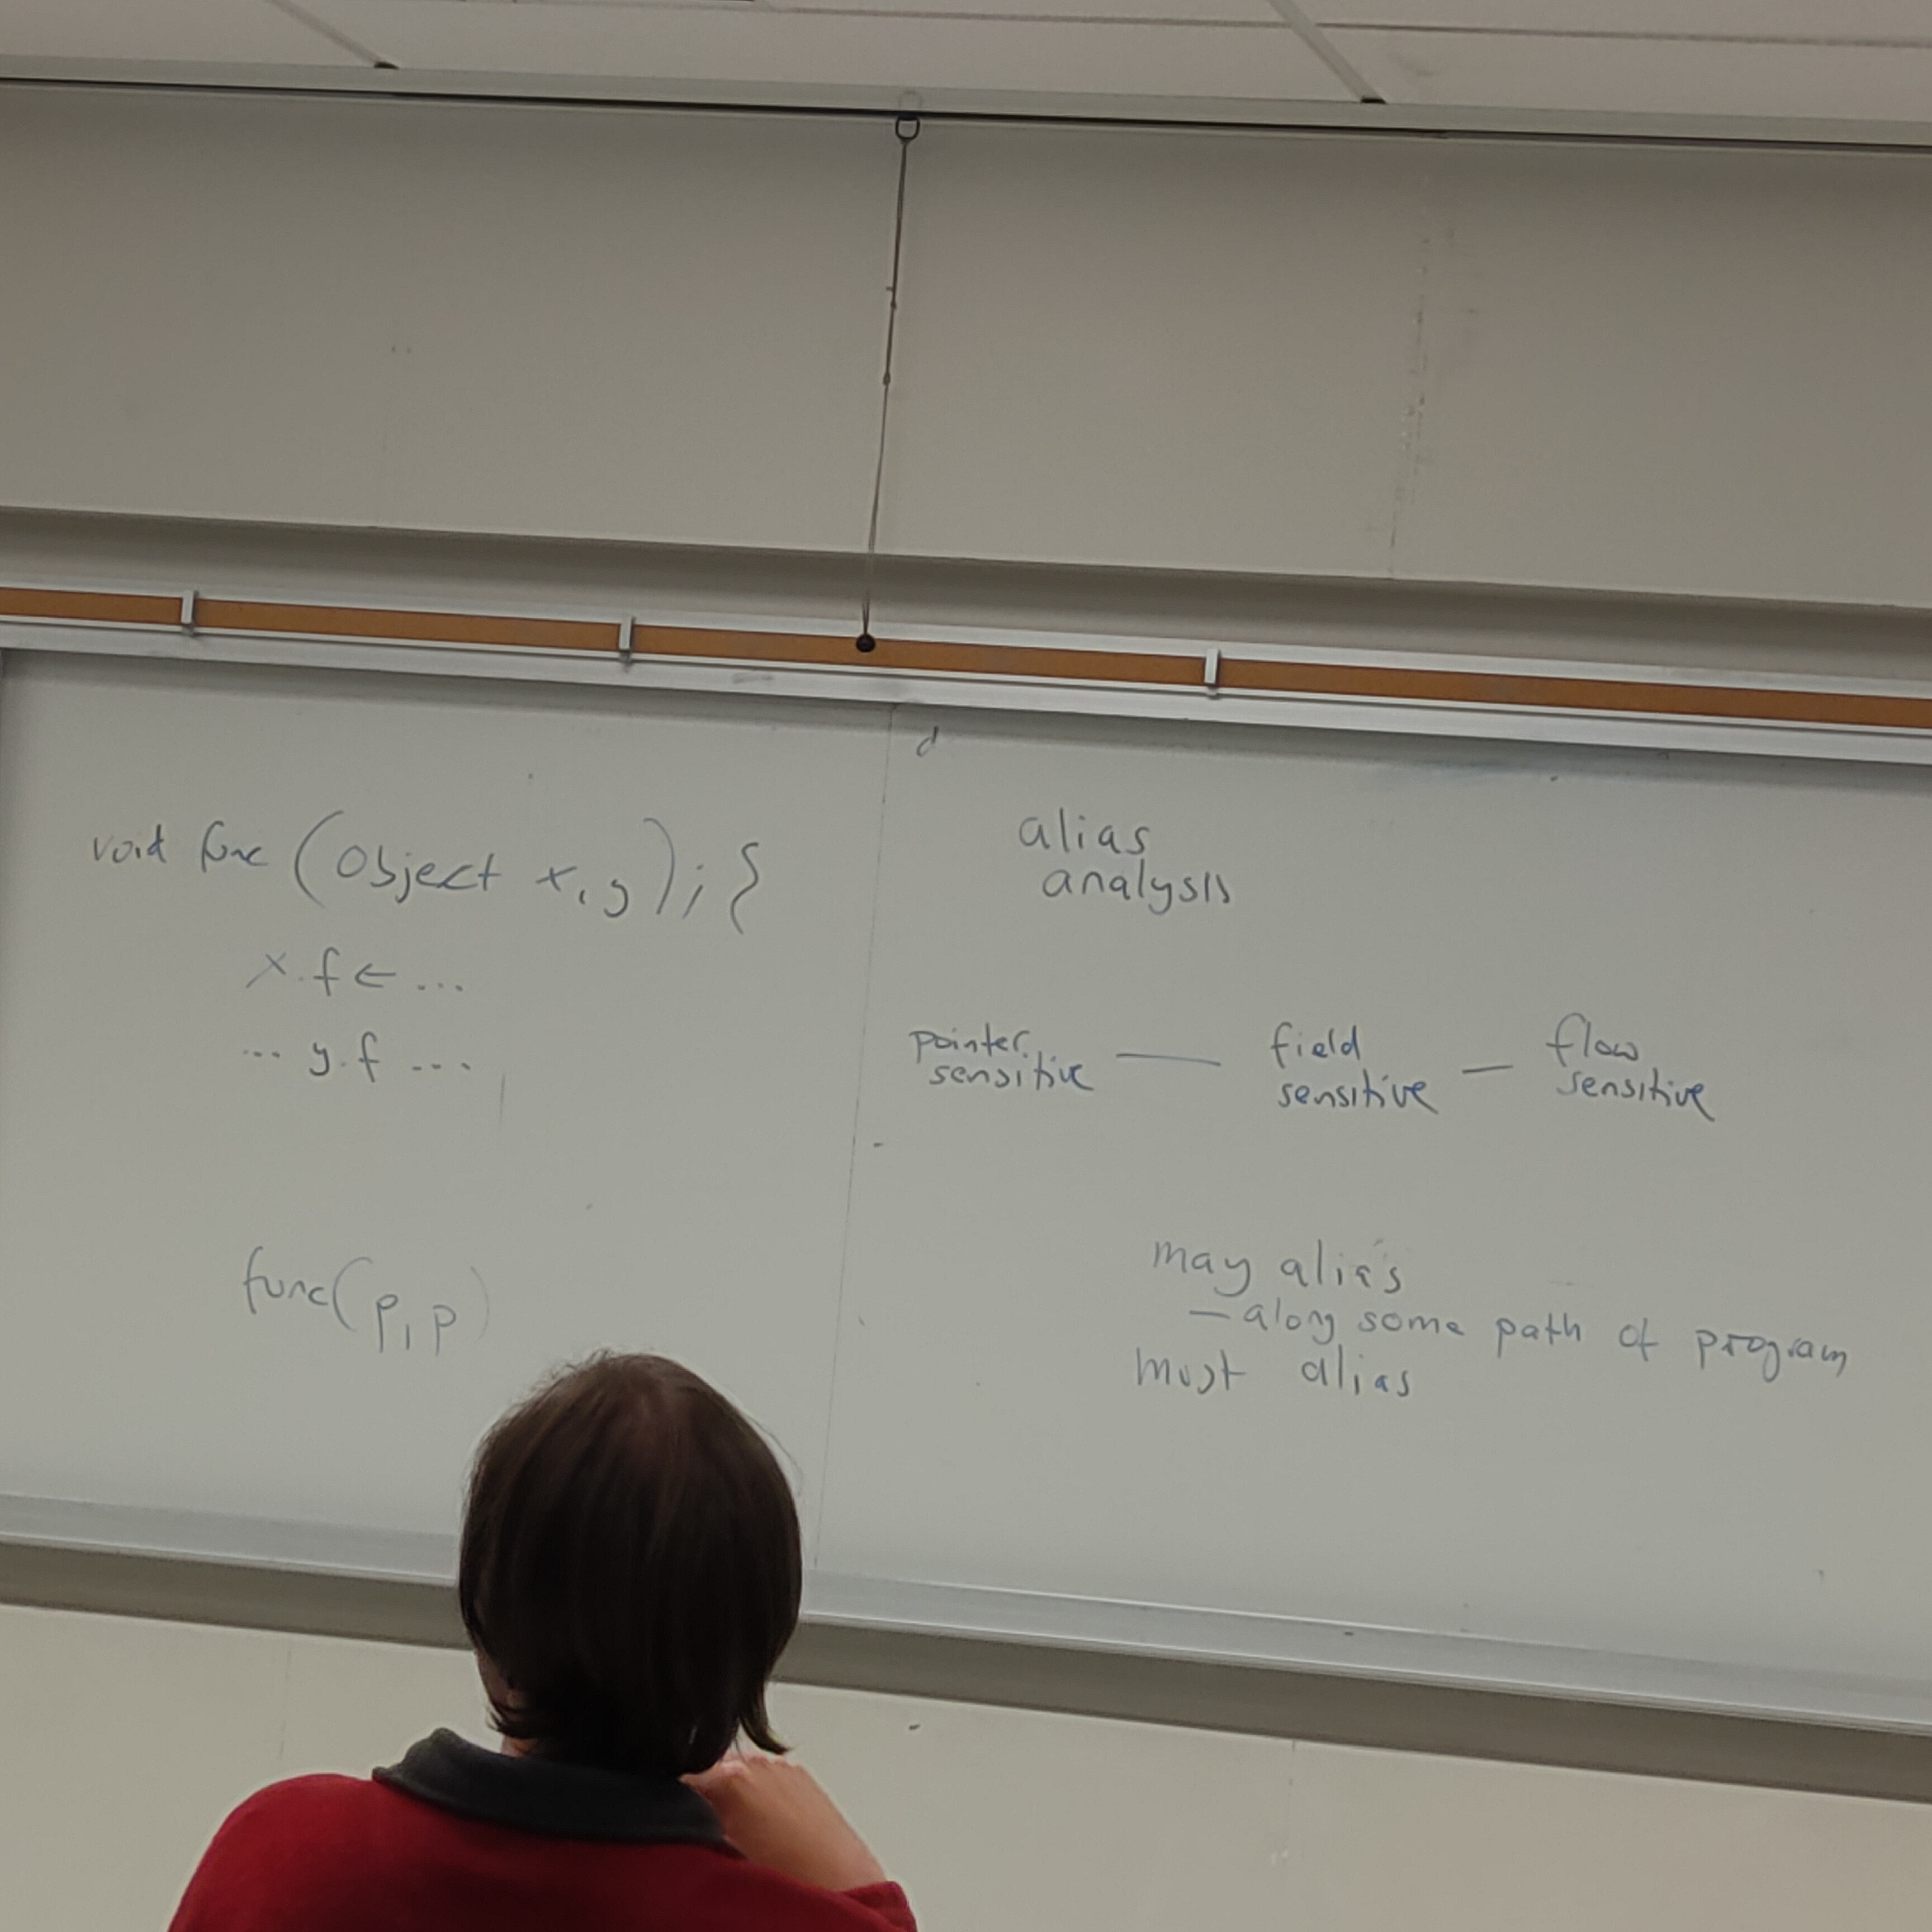 void func (Object x, y); {
x.f ← ...
... y.f ...
func(p, p)
d
alias
analysis
pointer sensitive — field sensitive — flow sensitive
may alias
— along some path of program
must alias